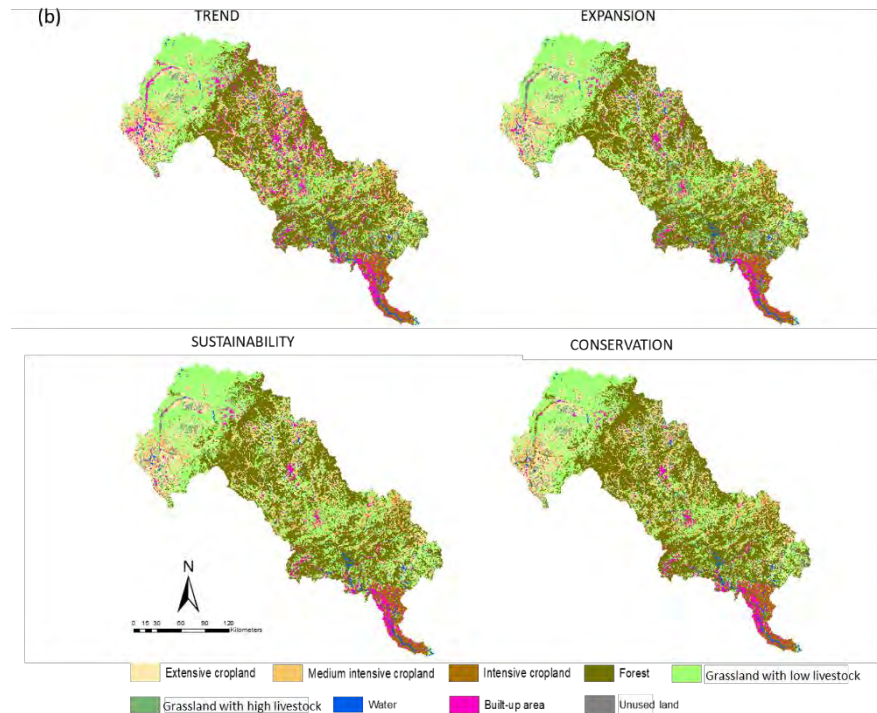 (b)
TREND
EXPANSION
SUSTAINABILITY
CONSERVATION
N
0 15 30 60 90 120
Kilometers
Extensive cropland
Medium intensive cropland
Intensive cropland
Forest
Grassland with low livestock
Grassland with high livestock
Water
Built-up area
Unused land